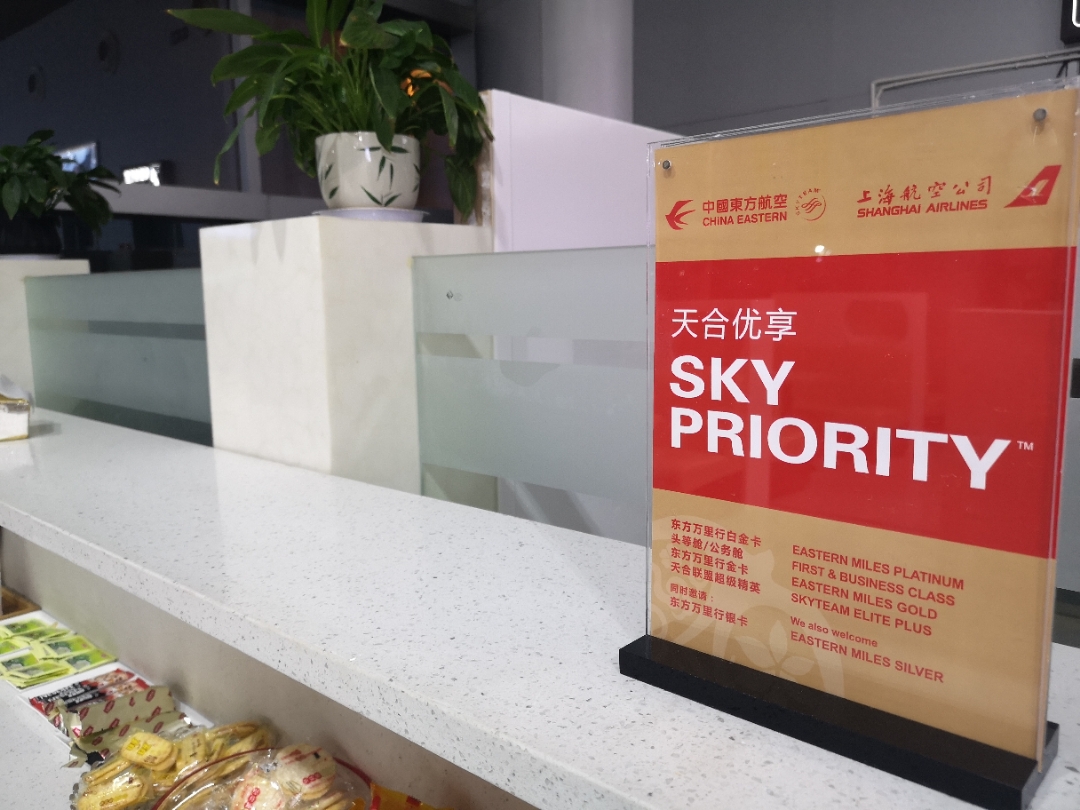 中國東方航空
CHINA EASTERN
SKYTEAM
上海航空公司
SHANGHAI AIRLINES
天合优享
SKY
PRIORITY™
东方万里行白金卡
头等舱/公务舱
东方万里行金卡
天合联盟超级精英
同时邀请：
东方万里行银卡
EASTERN MILES PLATINUM
FIRST & BUSINESS CLASS
EASTERN MILES GOLD
SKYTEAM ELITE PLUS
We also welcome
EASTERN MILES SILVER